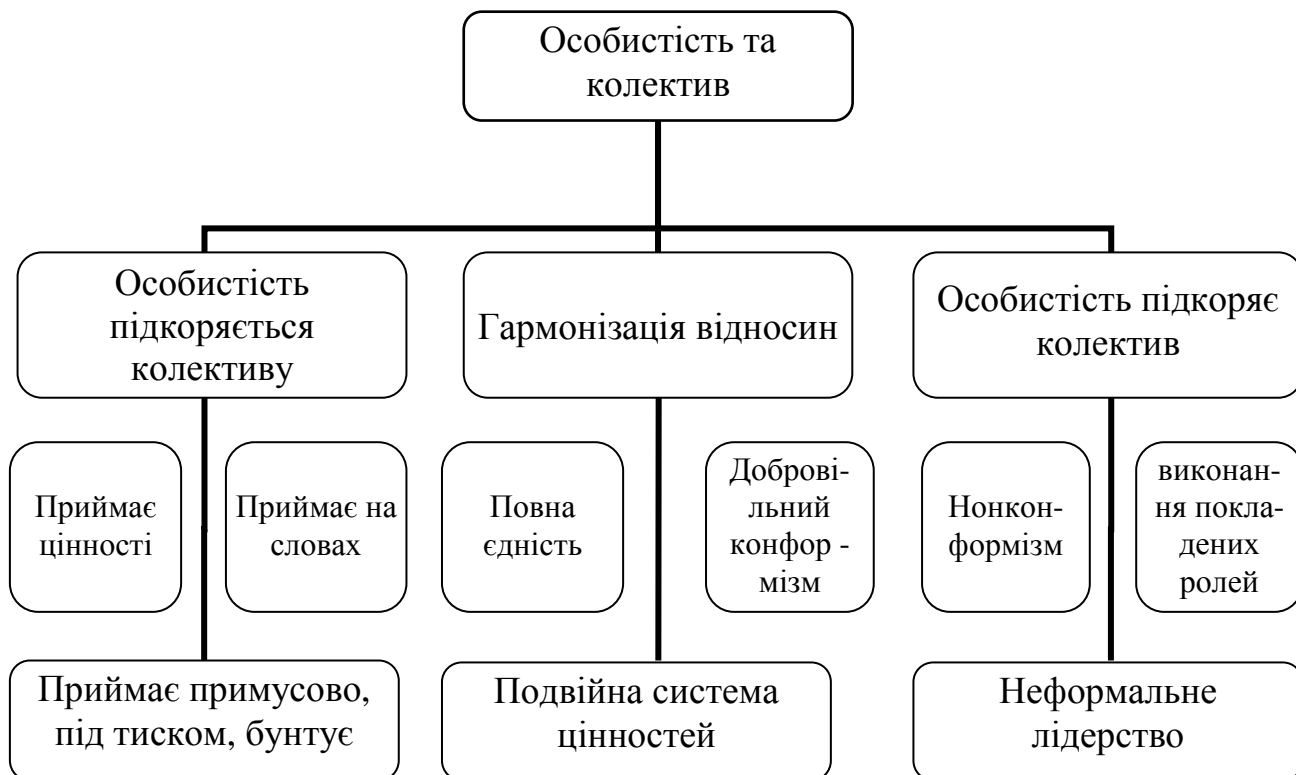 Особистість та
колектив
Особистість
підкоряється
колективу
Гармонізація відносин
Особистість підкоряє
колектив
Приймає
цінності
Приймає на
словах
Повна
єдність
Доброві-
льний
конфор -
мізм
Нонкон-
формізм
виконан-
ня покла-
дених
ролей
Приймає примусово,
під тиском, бунтує
Подвійна система
цінностей
Неформальне
лідерство